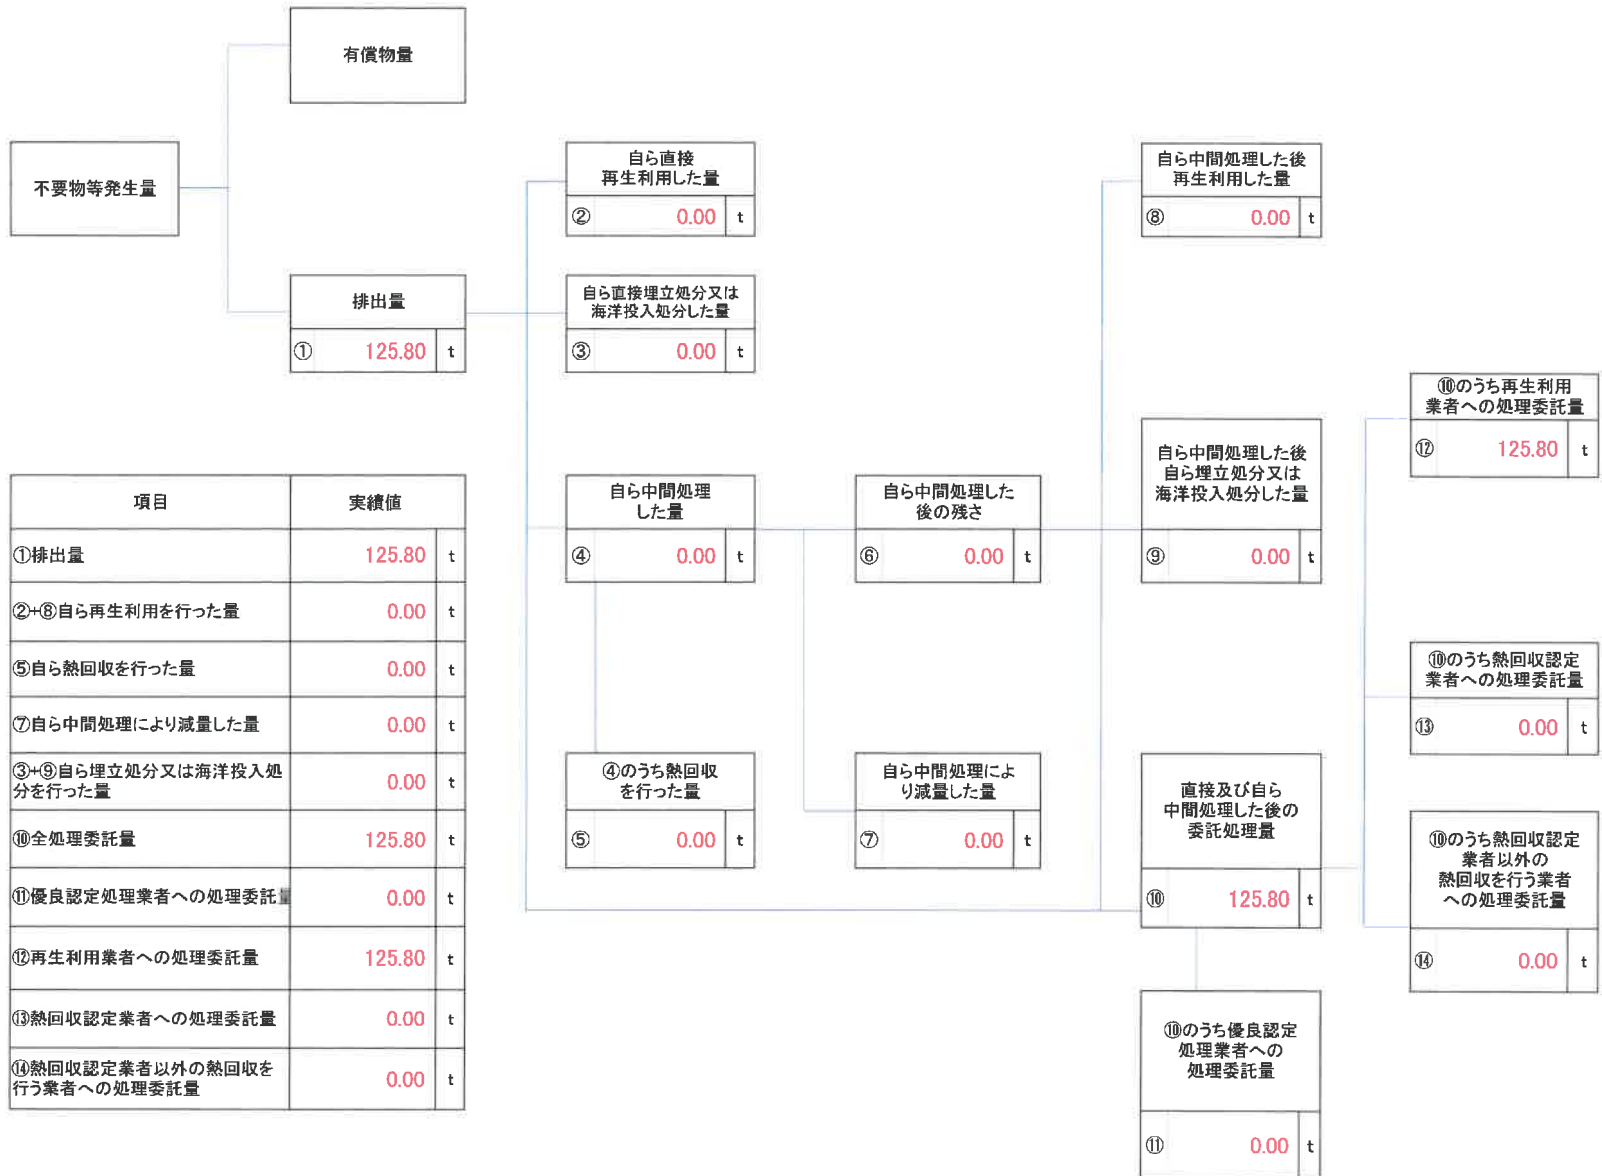 有償物量
不要物等発生量
排出量
① 125.80 t
自ら直接
再生利用した量
② 0.00 t
自ら直接埋立処分又は
海洋投入処分した量
③ 0.00 t
自ら中間処理
した量
④ 0.00 t
④のうち熱回収
を行った量
⑤ 0.00 t
自ら中間処理した
後の残さ
⑥ 0.00 t
自ら中間処理によ
り減量した量
⑦ 0.00 t
自ら中間処理した後
再生利用した量
⑧ 0.00 t
自ら中間処理した後
自ら埋立処分又は
海洋投入処分した量
⑨ 0.00 t
直接及び自ら
中間処理した後の
委託処理量
⑩ 125.80 t
⑩のうち優良認定
処理業者への
処理委託量
⑪ 0.00 t
⑩のうち再生利用
業者への処理委託量
⑫ 125.80 t
⑩のうち熱回収認定
業者への処理委託量
⑬ 0.00 t
⑩のうち熱回収認定
業者以外の
熱回収を行う業者
への処理委託量
⑭ 0.00 t
項目 実績値
①排出量 125.80 t
②+⑧自ら再生利用を行った量 0.00 t
⑤自ら熱回収を行った量 0.00 t
⑦自ら中間処理により減量した量 0.00 t
③+⑨自ら埋立処分又は海洋投入処
分を行った量 0.00 t
⑩全処理委託量 125.80 t
⑪優良認定処理業者への処理委託量 0.00 t
⑫再生利用業者への処理委託量 125.80 t
⑬熱回収認定業者への処理委託量 0.00 t
⑭熱回収認定業者以外の熱回収を
行う業者への処理委託量 0.00 t